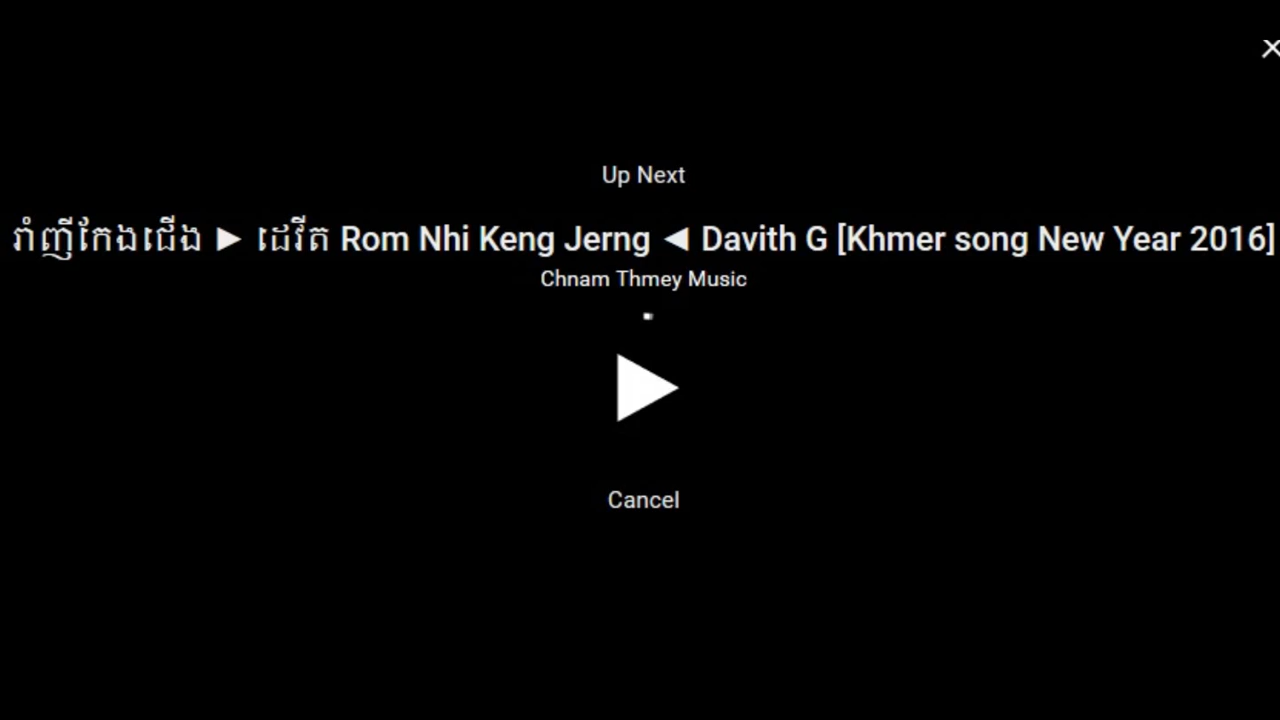 Up Next
រាំញីកែងជើង ► ដេវីត Rom Nhi Keng Jerng ◄ Davith G [Khmer song New Year 2016]
Chnam Thmey Music
Cancel